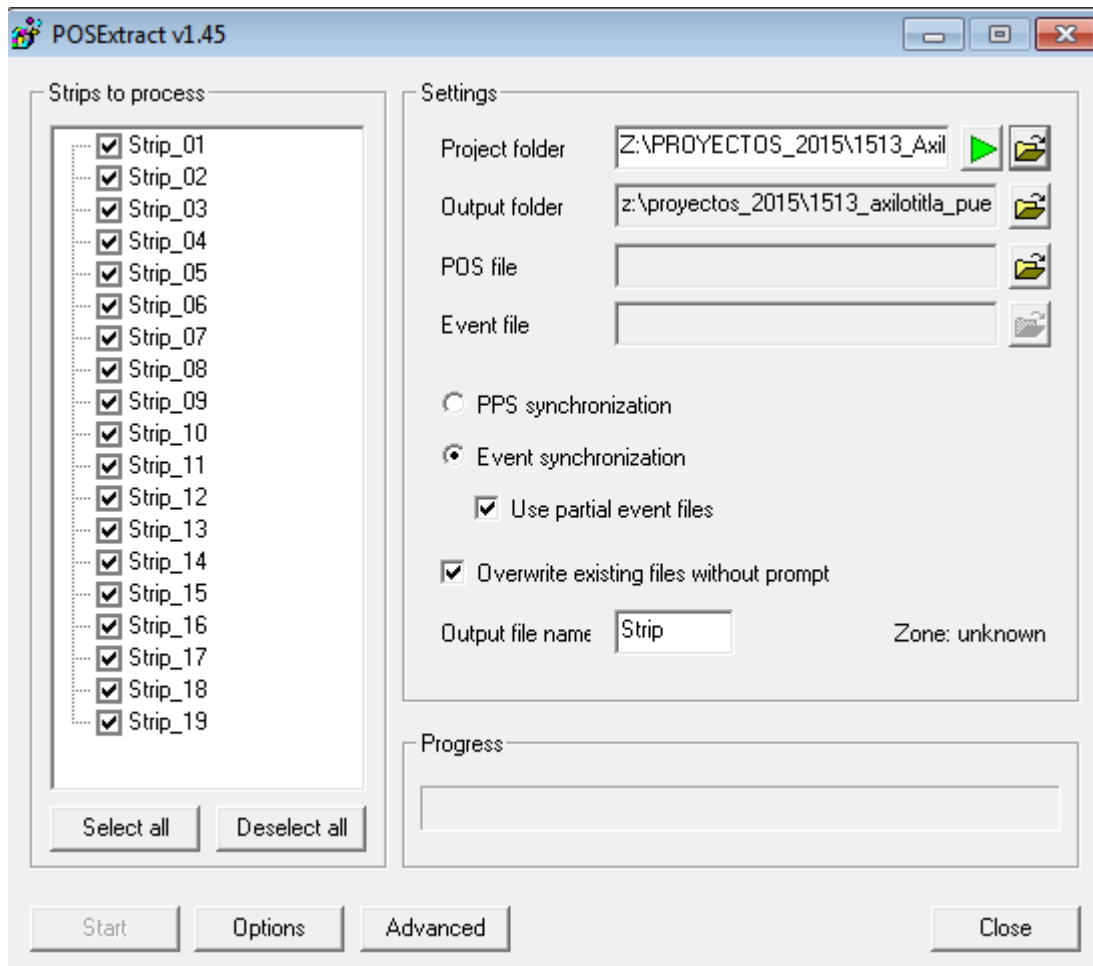 POSExtract v1.45
Strips to process
Strip_01
Strip_02
Strip_03
Strip_04
Strip_05
Strip_06
Strip_07
Strip_08
Strip_09
Strip_10
Strip_11
Strip_12
Strip_13
Strip_14
Strip_15
Strip_16
Strip_17
Strip_18
Strip_19
Select all Deselect all
Settings
Project folder Z:\PROYECTOS_2015\1513_Axil
Output folder z:\proyectos_2015\1513_axilotitla_pue
POS file
Event file
PPS synchronization
Event synchronization
Use partial event files
Overwrite existing files without prompt
Output file name Strip Zone: unknown
Progress
Start Options Advanced Close